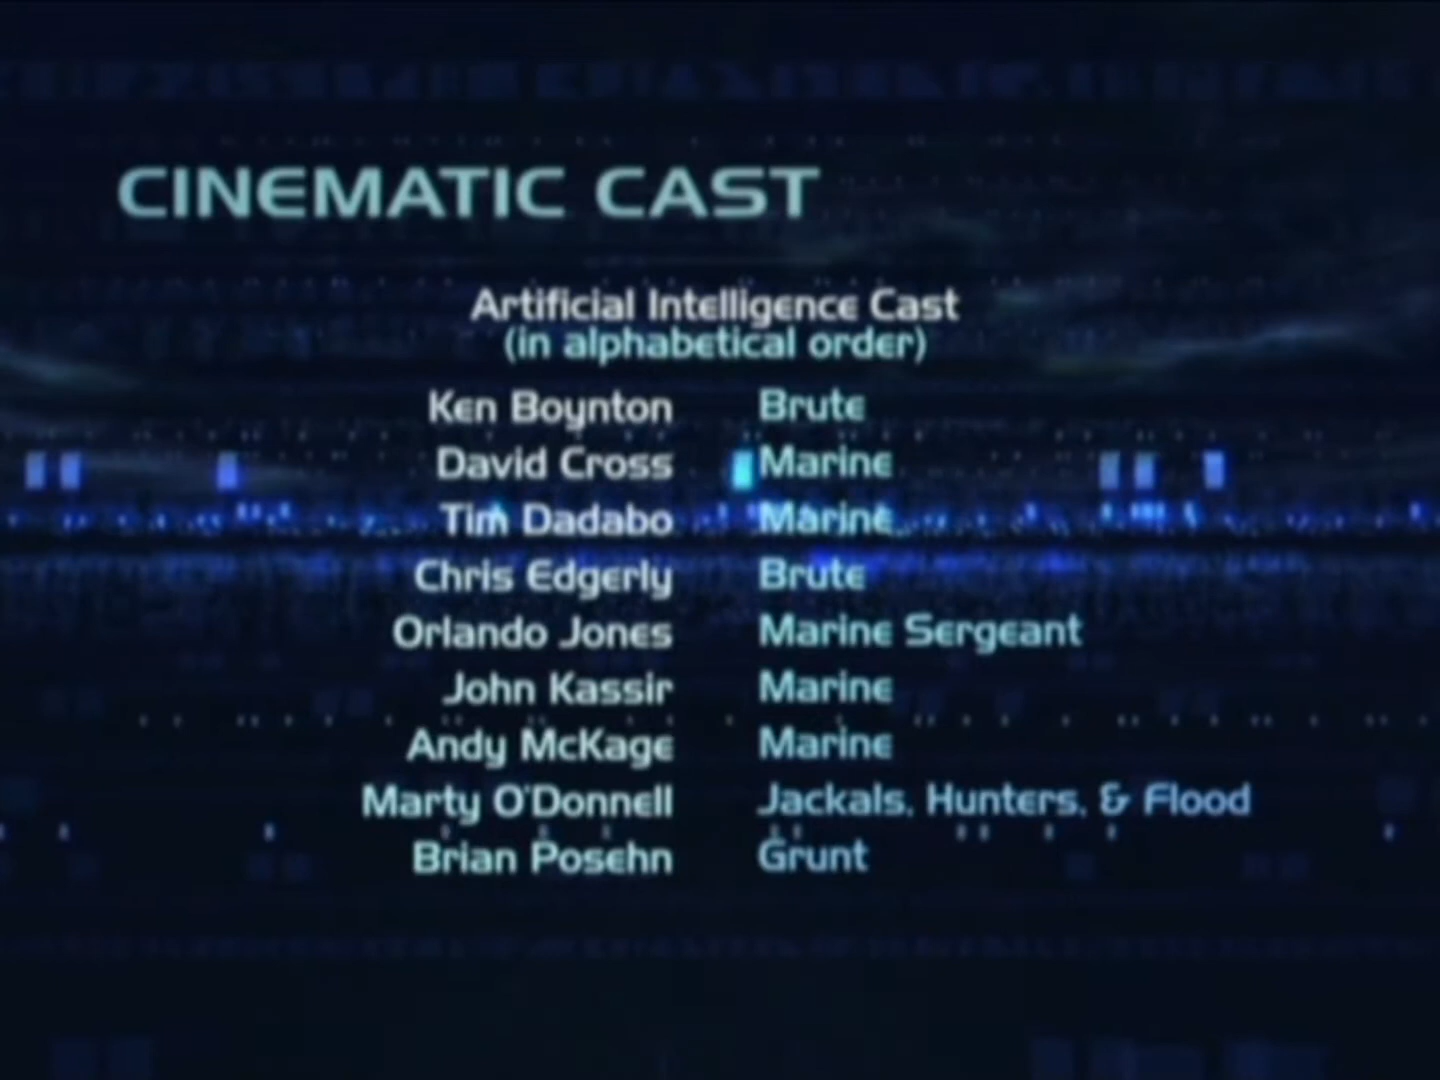 CINEMATIC CAST
Artificial Intelligence Cast
(in alphabetical order)
Ken Boynton Brute
David Cross Marine
Tim Dadabo Marine
Chris Edgerly Brute
Orlando Jones Marine Sergeant
John Kassir Marine
Andy McKage Marine
Marty O'Donnell Jackals, Hunters, & Flood
Brian Posehn Grunt